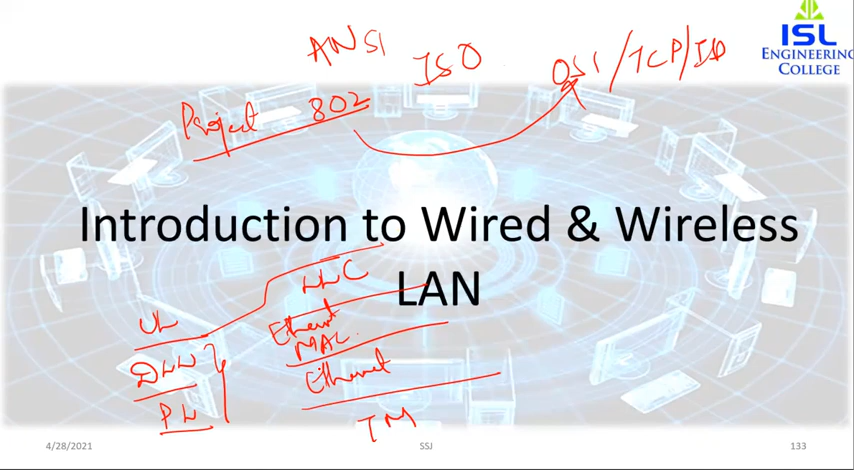 ANSI
ISO
OSI/TCP/IP
ISL
ENGINEERING
COLLEGE
Project 802
Introduction to Wired & Wireless
LAN
LLC
UL
Ethernet
MAC
DLL
Ethernet
PL
TM
4/28/2021
SSJ
133